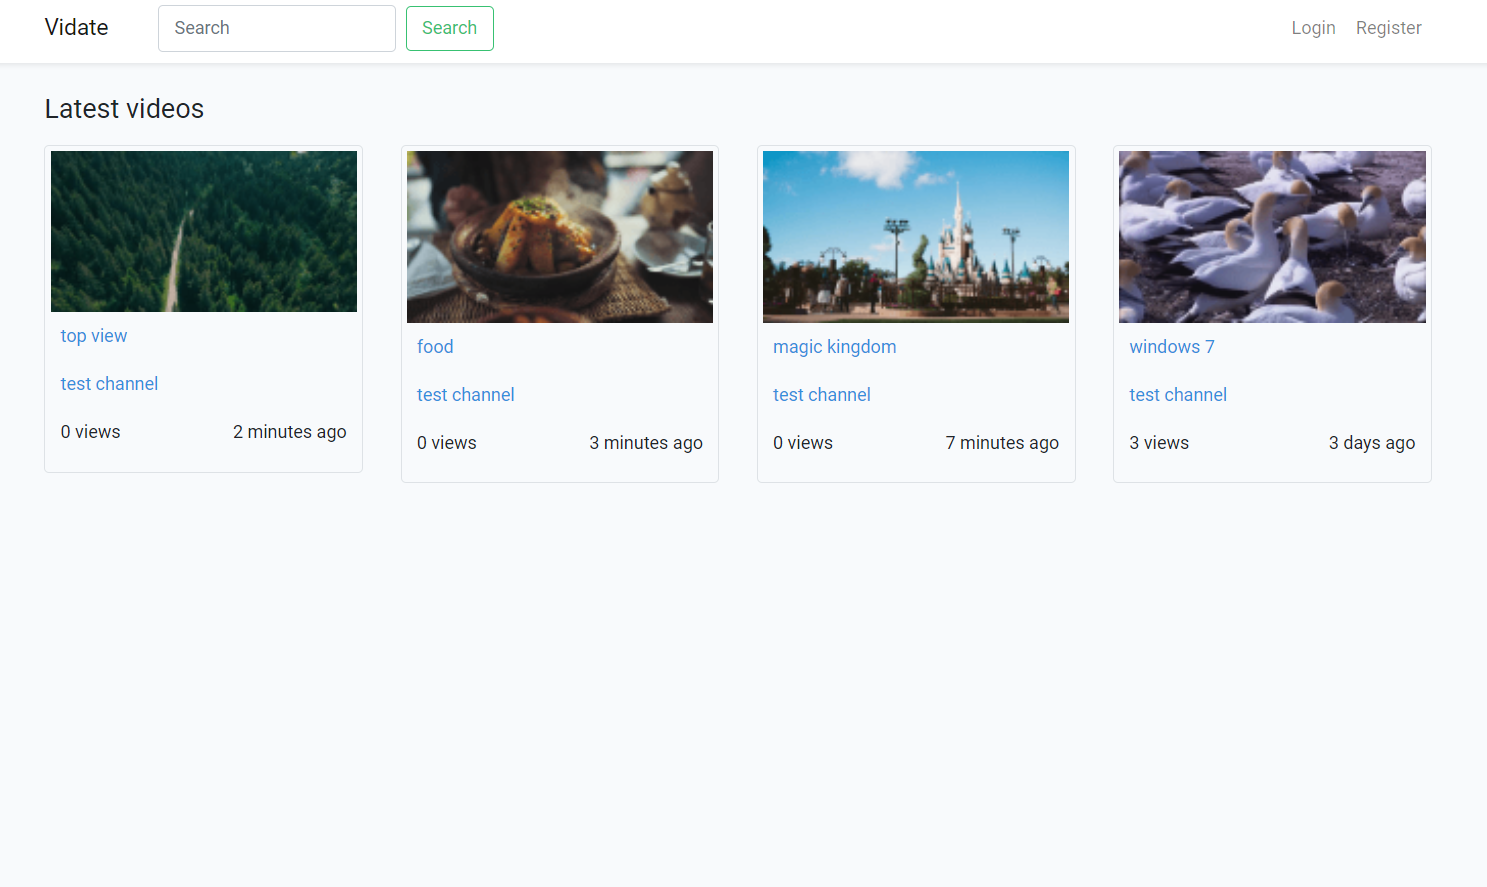 Vidate
Search
Search
Login
Register
Latest videos
top view
test channel
0 views
2 minutes ago
food
test channel
0 views
3 minutes ago
magic kingdom
test channel
0 views
7 minutes ago
windows 7
test channel
3 views
3 days ago